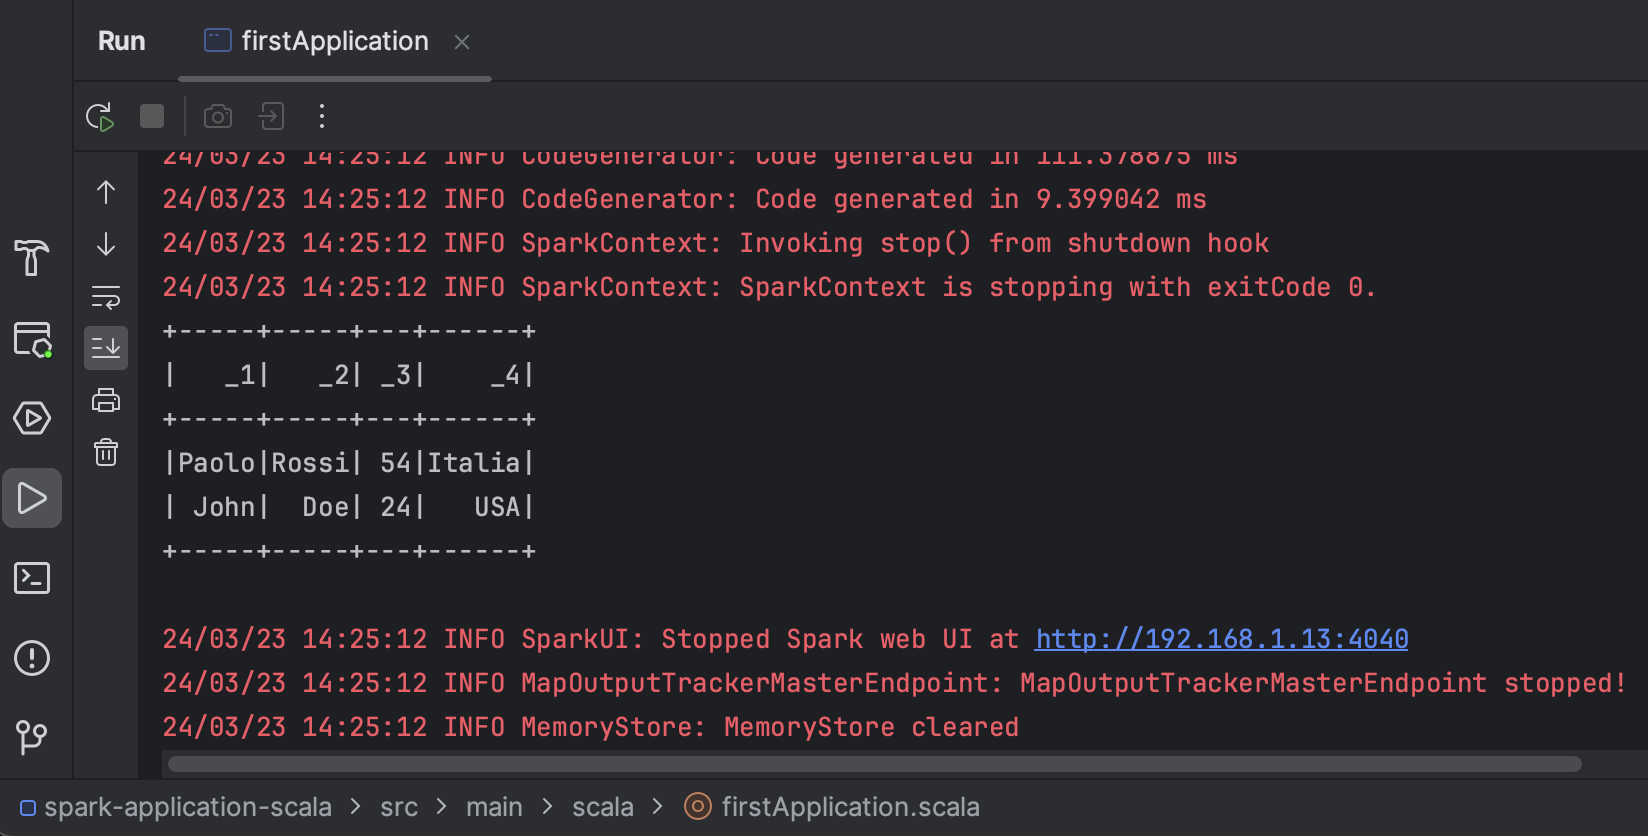 Run firstApplication
24/03/23 14:25:12 INFO CodeGenerator: Code generated in 111.378875 ms
24/03/23 14:25:12 INFO CodeGenerator: Code generated in 9.399042 ms
24/03/23 14:25:12 INFO SparkContext: Invoking stop() from shutdown hook
24/03/23 14:25:12 INFO SparkContext: SparkContext is stopping with exitCode 0.
+-----+-----+---+------+
|   _1|   _2| _3|    _4|
+-----+-----+---+------+
|Paolo|Rossi| 54|Italia|
| John|  Doe| 24|   USA|
+-----+-----+---+------+
24/03/23 14:25:12 INFO SparkUI: Stopped Spark web UI at http://192.168.1.13:4040
24/03/23 14:25:12 INFO MapOutputTrackerMasterEndpoint: MapOutputTrackerMasterEndpoint stopped!
24/03/23 14:25:12 INFO MemoryStore: MemoryStore cleared
spark-application-scala > src > main > scala > firstApplication.scala